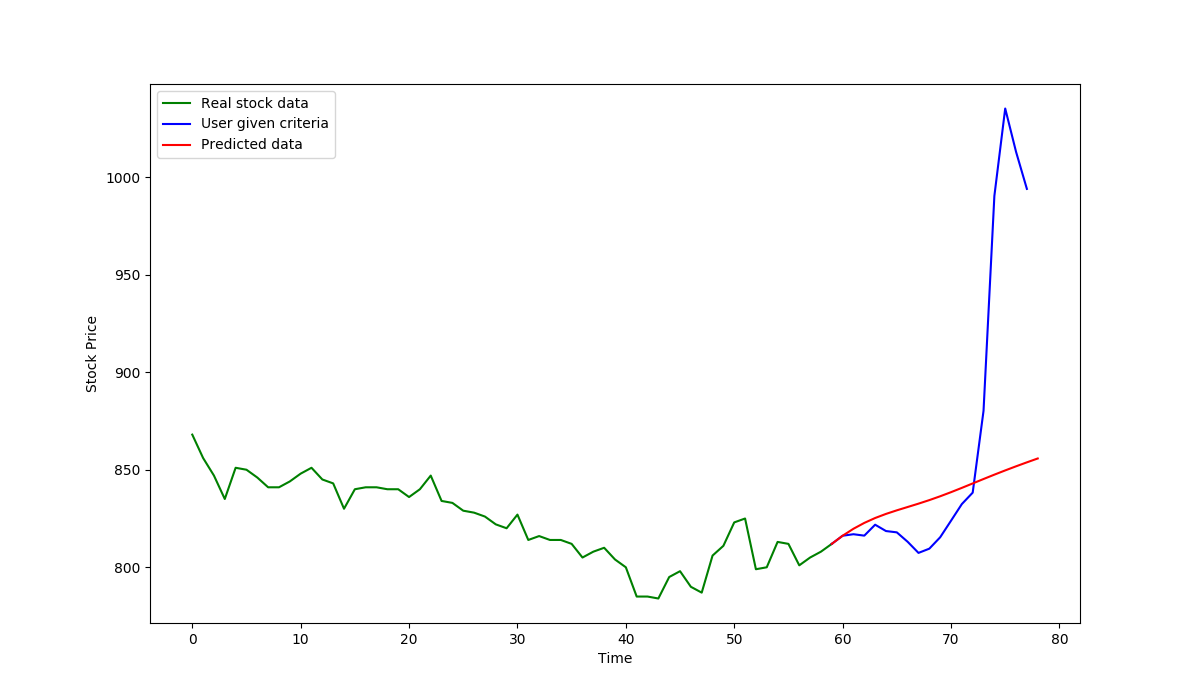 Real stock data
User given criteria
Predicted data
1000
950
900
850
800
Stock Price
0 10 20 30 40 50 60 70 80
Time